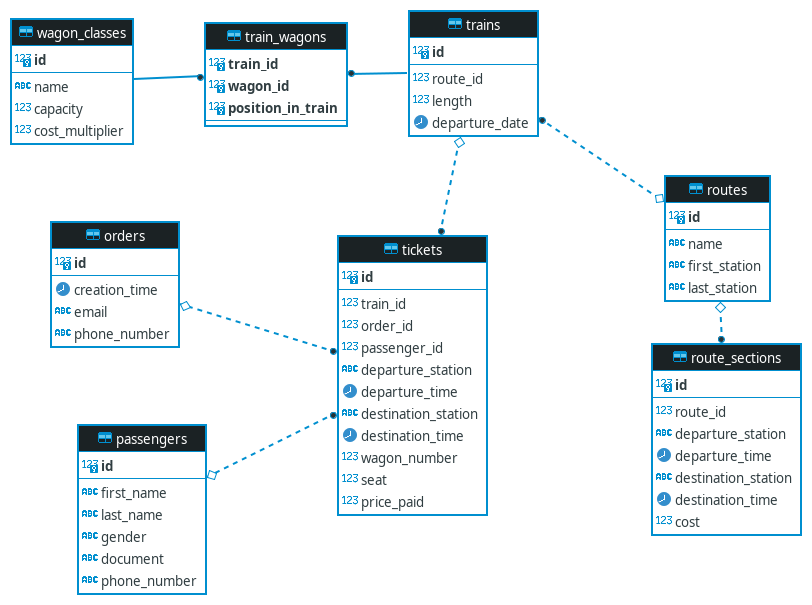 wagon_classes
123 id
ABC name
123 capacity
123 cost_multiplier
train_wagons
123 train_id
123 wagon_id
123 position_in_train
trains
123 id
123 route_id
123 length
departure_date
routes
123 id
ABC name
ABC first_station
ABC last_station
orders
123 id
creation_time
ABC email
ABC phone_number
tickets
123 id
123 train_id
123 order_id
123 passenger_id
ABC departure_station
departure_time
ABC destination_station
destination_time
123 wagon_number
123 seat
123 price_paid
route_sections
123 id
123 route_id
ABC departure_station
departure_time
ABC destination_station
destination_time
123 cost
passengers
123 id
ABC first_name
ABC last_name
ABC gender
ABC document
ABC phone_number